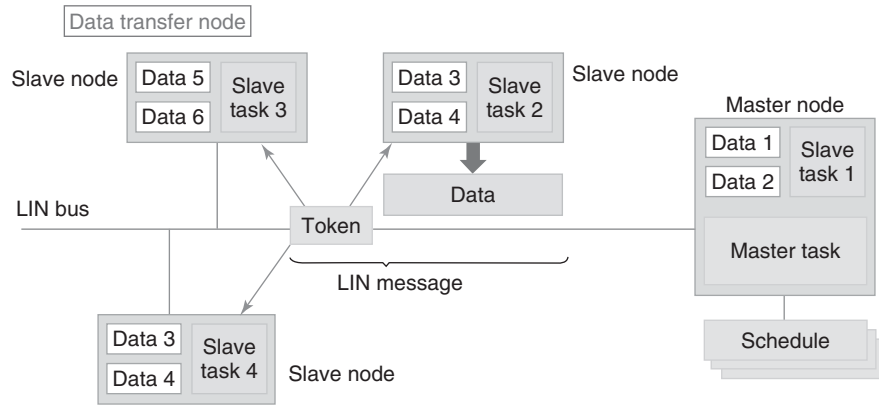 Data transfer node
Slave node
Data 5
Data 6
Slave
task 3
Data 3
Data 4
Slave
task 2
Slave node
Master node
Data 1
Data 2
Slave
task 1
Data
LIN bus
Token
Master task
LIN message
Schedule
Data 3
Data 4
Slave
task 4
Slave node